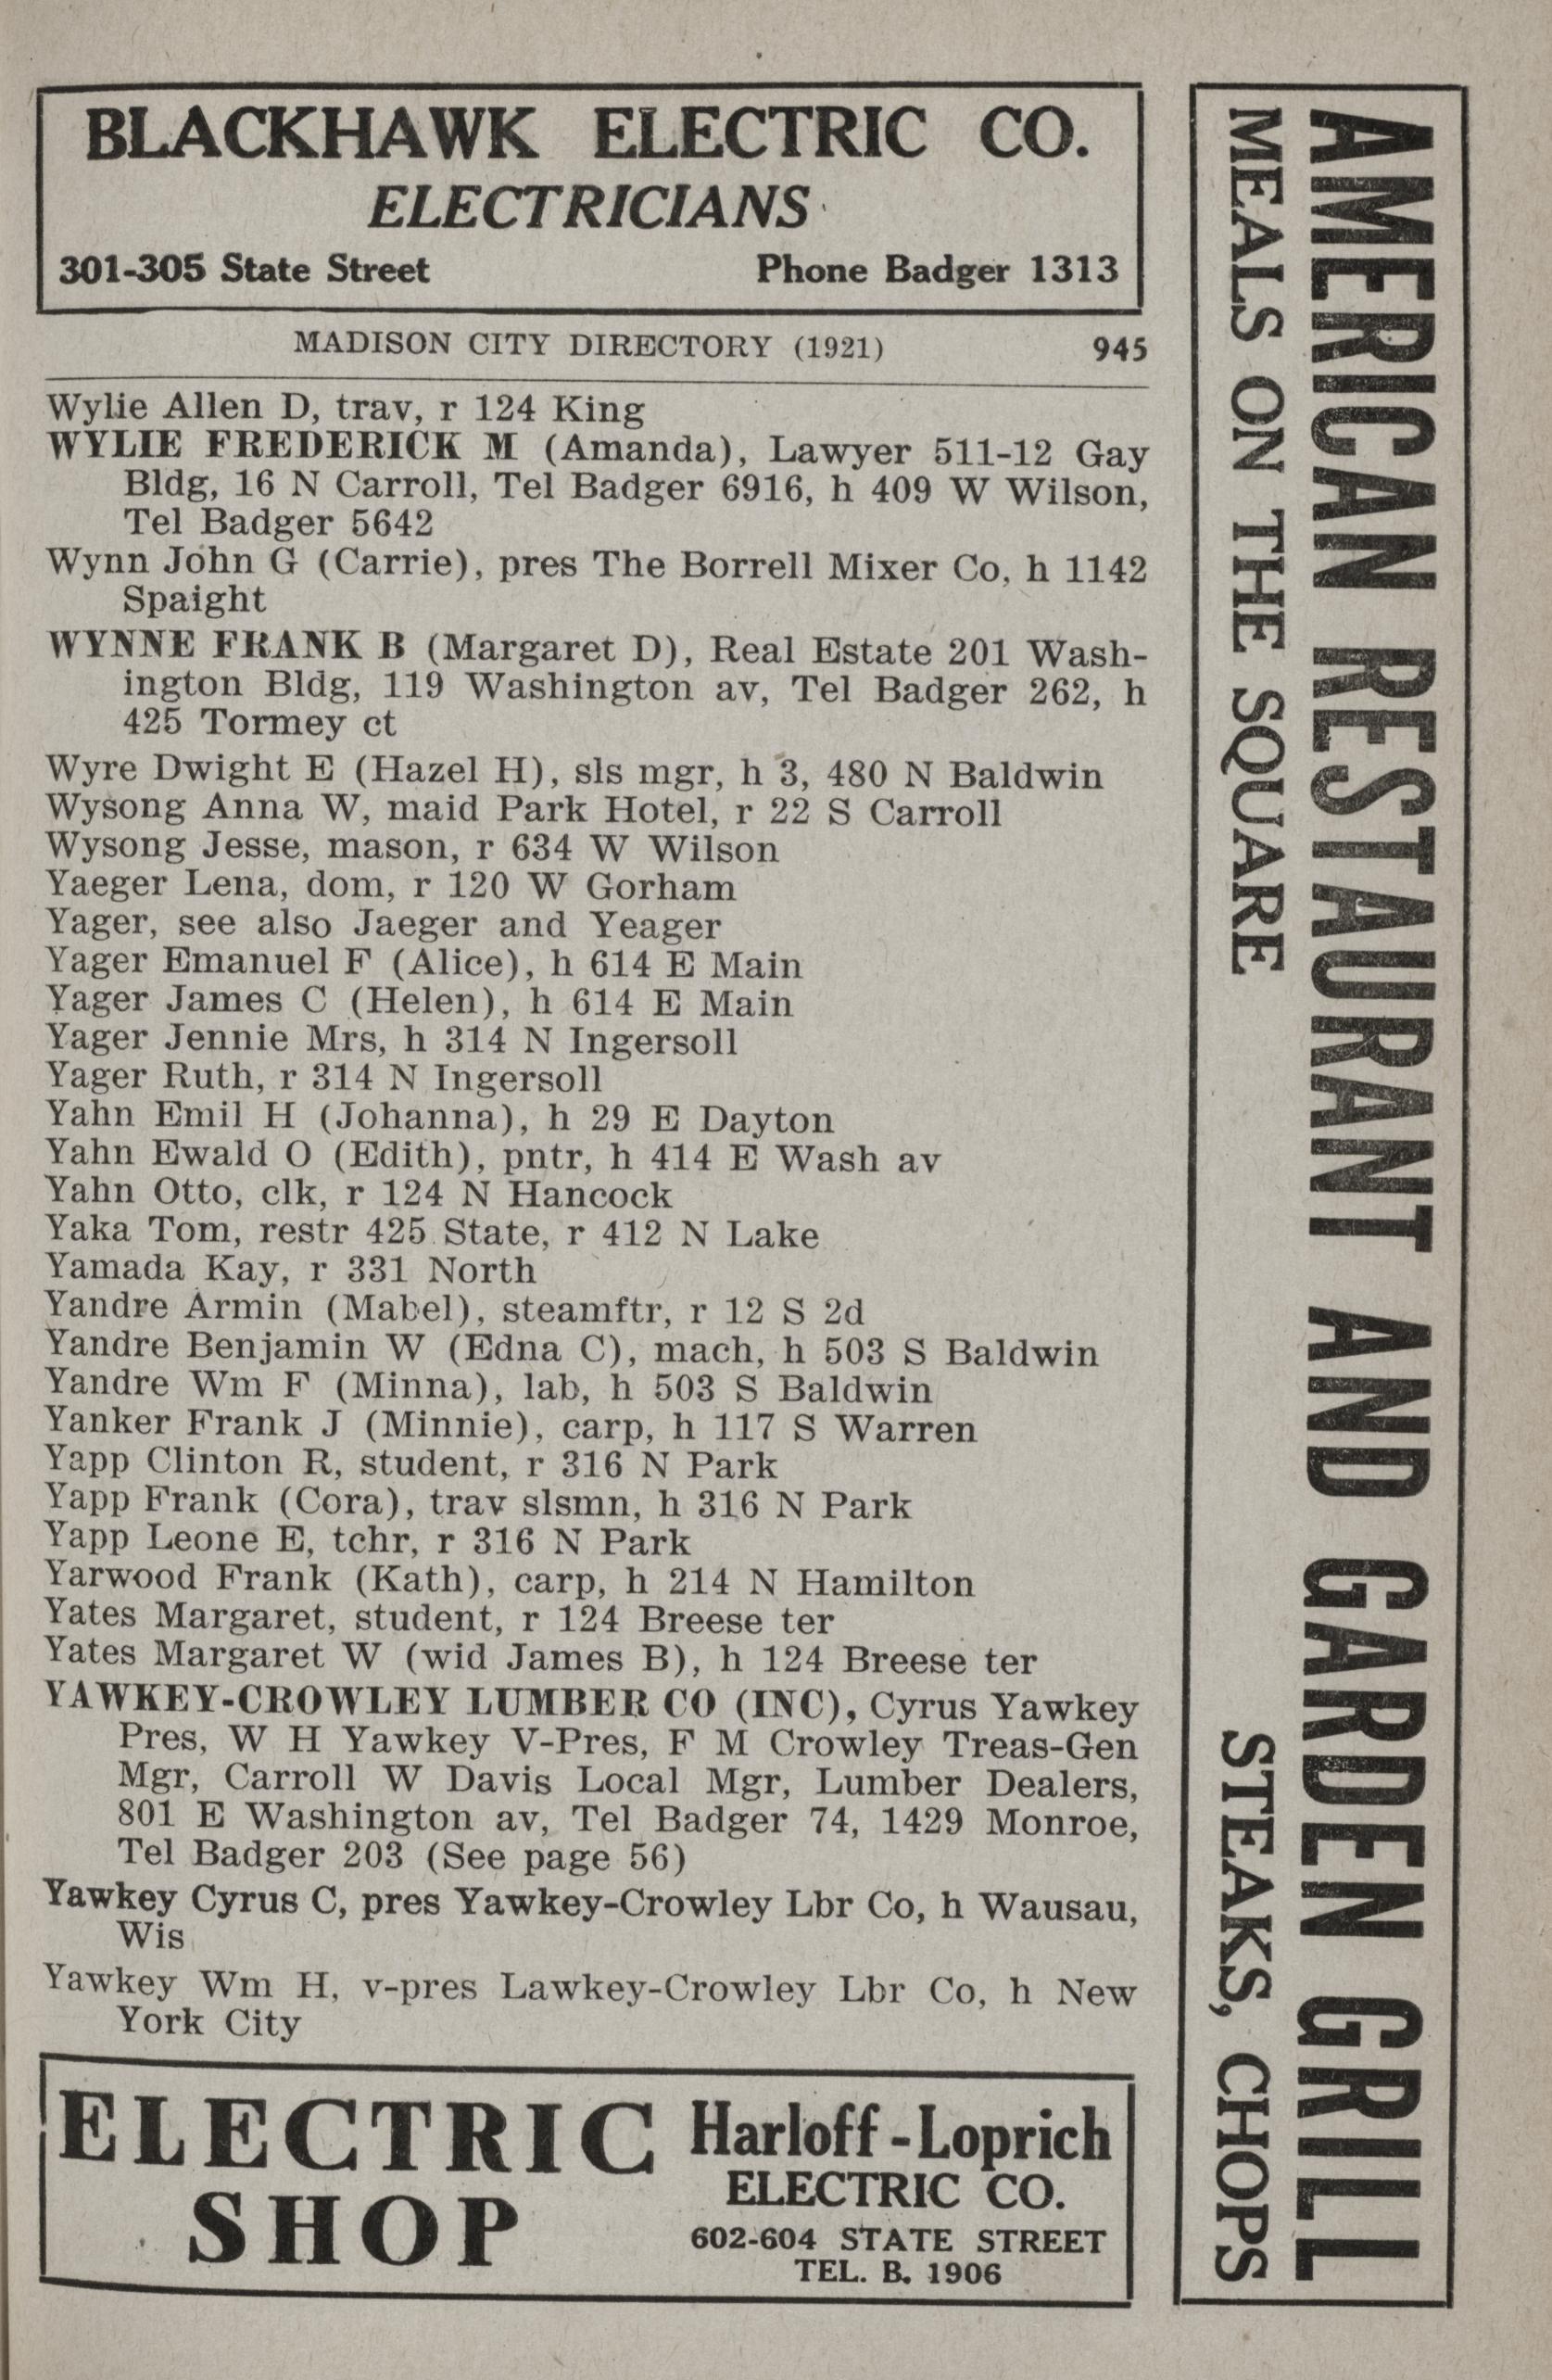 BLACKHAWK ELECTRIC CO.
ELECTRICIANS
301-305 State Street Phone Badger 1313
MADISON CITY DIRECTORY (1921) 945
Wylie Allen D, trav, r 124 King
WYLIE FREDERICK M (Amanda), Lawyer 511-12 Gay
Bldg, 16 N Carroll, Tel Badger 6916, h 409 W Wilson,
Tel Badger 5642
Wynn John G (Carrie), pres The Borrell Mixer Co, h 1142
Spaight
WYNNE FRANK B (Margaret D), Real Estate 201 Wash-
ington Bldg, 119 Washington av, Tel Badger 262, h
425 Tormey ct
Wyre Dwight E (Hazel H), sls mgr, h 3, 480 N Baldwin
Wysong Anna W, maid Park Hotel, r 22 S Carroll
Wysong Jesse, mason, r 634 W Wilson
Yaeger Lena, dom, r 120 W Gorham
Yager, see also Jaeger and Yeager
Yager Emanuel F (Alice), h 614 E Main
Yager James C (Helen), h 614 E Main
Yager Jennie Mrs, h 314 N Ingersoll
Yager Ruth, r 314 N Ingersoll
Yahn Emil H (Johanna), h 29 E Dayton
Yahn Ewald O (Edith), pntr, h 414 E Wash av
Yahn Otto, clk, r 124 N Hancock
Yaka Tom, restr 425 State, r 412 N Lake
Yamada Kay, r 331 North
Yandre Armin (Mabel), steamftr, r 12 S 2d
Yandre Benjamin W (Edna C), mach, h 503 S Baldwin
Yandre Wm F (Minna), lab, h 503 S Baldwin
Yanker Frank J (Minnie), carp, h 117 S Warren
Yapp Clinton R, student, r 316 N Park
Yapp Frank (Cora), trav slsmn, h 316 N Park
Yapp Leone E, tchr, r 316 N Park
Yarwood Frank (Kath), carp, h 214 N Hamilton
Yates Margaret, student, r 124 Breese ter
Yates Margaret W (wid James B), h 124 Breese ter
YAWKEY-CROWLEY LUMBER CO (INC), Cyrus Yawkey
Pres, W H Yawkey V-Pres, F M Crowley Treas-Gen
Mgr, Carroll W Davis Local Mgr, Lumber Dealers,
801 E Washington av, Tel Badger 74, 1429 Monroe,
Tel Badger 203 (See page 56)
Yawkey Cyrus C, pres Yawkey-Crowley Lbr Co, h Wausau,
Wis
Yawkey Wm H, v-pres Lawkey-Crowley Lbr Co, h New
York City
ELECTRIC
SHOP
Harloff-Loprich
ELECTRIC CO.
602-604 STATE STREET
TEL. B. 1906
AMERICAN RESTAURANT AND GARDEN GRILL
MEALS ON THE SQUARE STEAKS, CHOPS